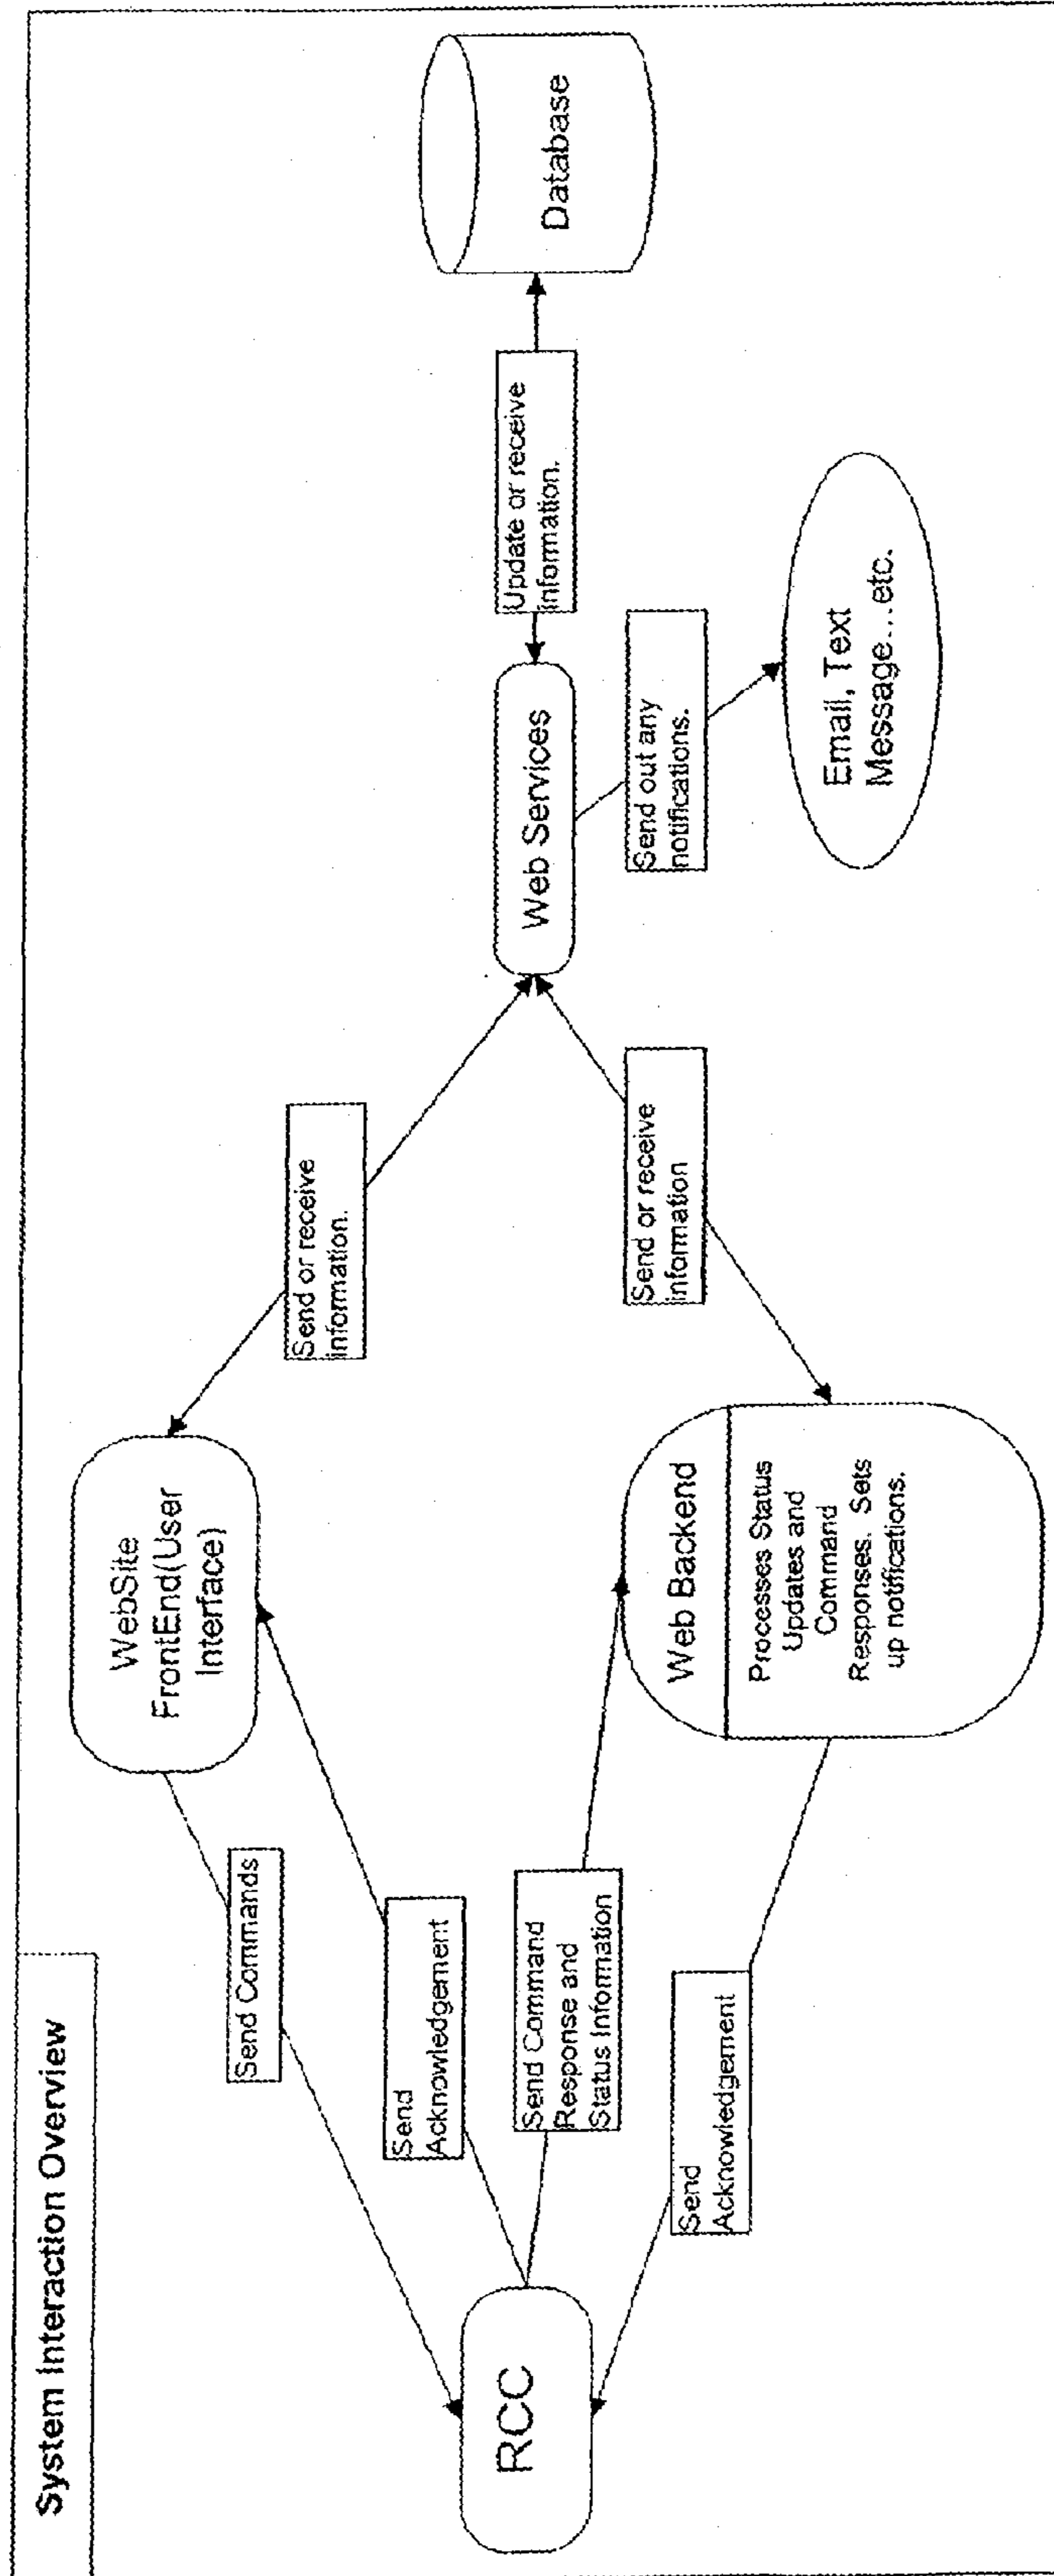 System Interaction Overview
WebSite
FrontEnd(User
Interface)
Send Commands
Send or receive
information.
Send
Acknowledgement
RCC
Send Command
Response and
Status Information
Web Services
Update or receive
information.
Database
Send
Acknowledgement
Web Backend
Processes Status
Updates and
Command
Responses. Sets
up notifications.
Send or receive
information
Send out any
notifications.
Email, Text
Message...etc.